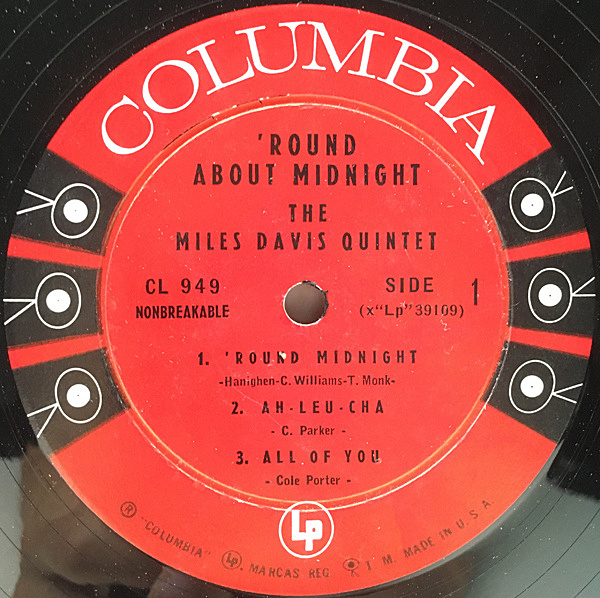 COLUMBIA
'ROUND
ABOUT MIDNIGHT
THE
MILES DAVIS QUINTET
CL 949
NONBREAKABLE
SIDE 1
(x"Lp"39109)
1. 'ROUND MIDNIGHT
-Hanighen-C. Williams-T. Monk-
2. AH-LEU-CHA
- C. Parker -
3. ALL OF YOU
- Cole Porter -
Lp
® "COLUMBIA" Lp MARCAS REG. T M. MADE IN U.S.A.